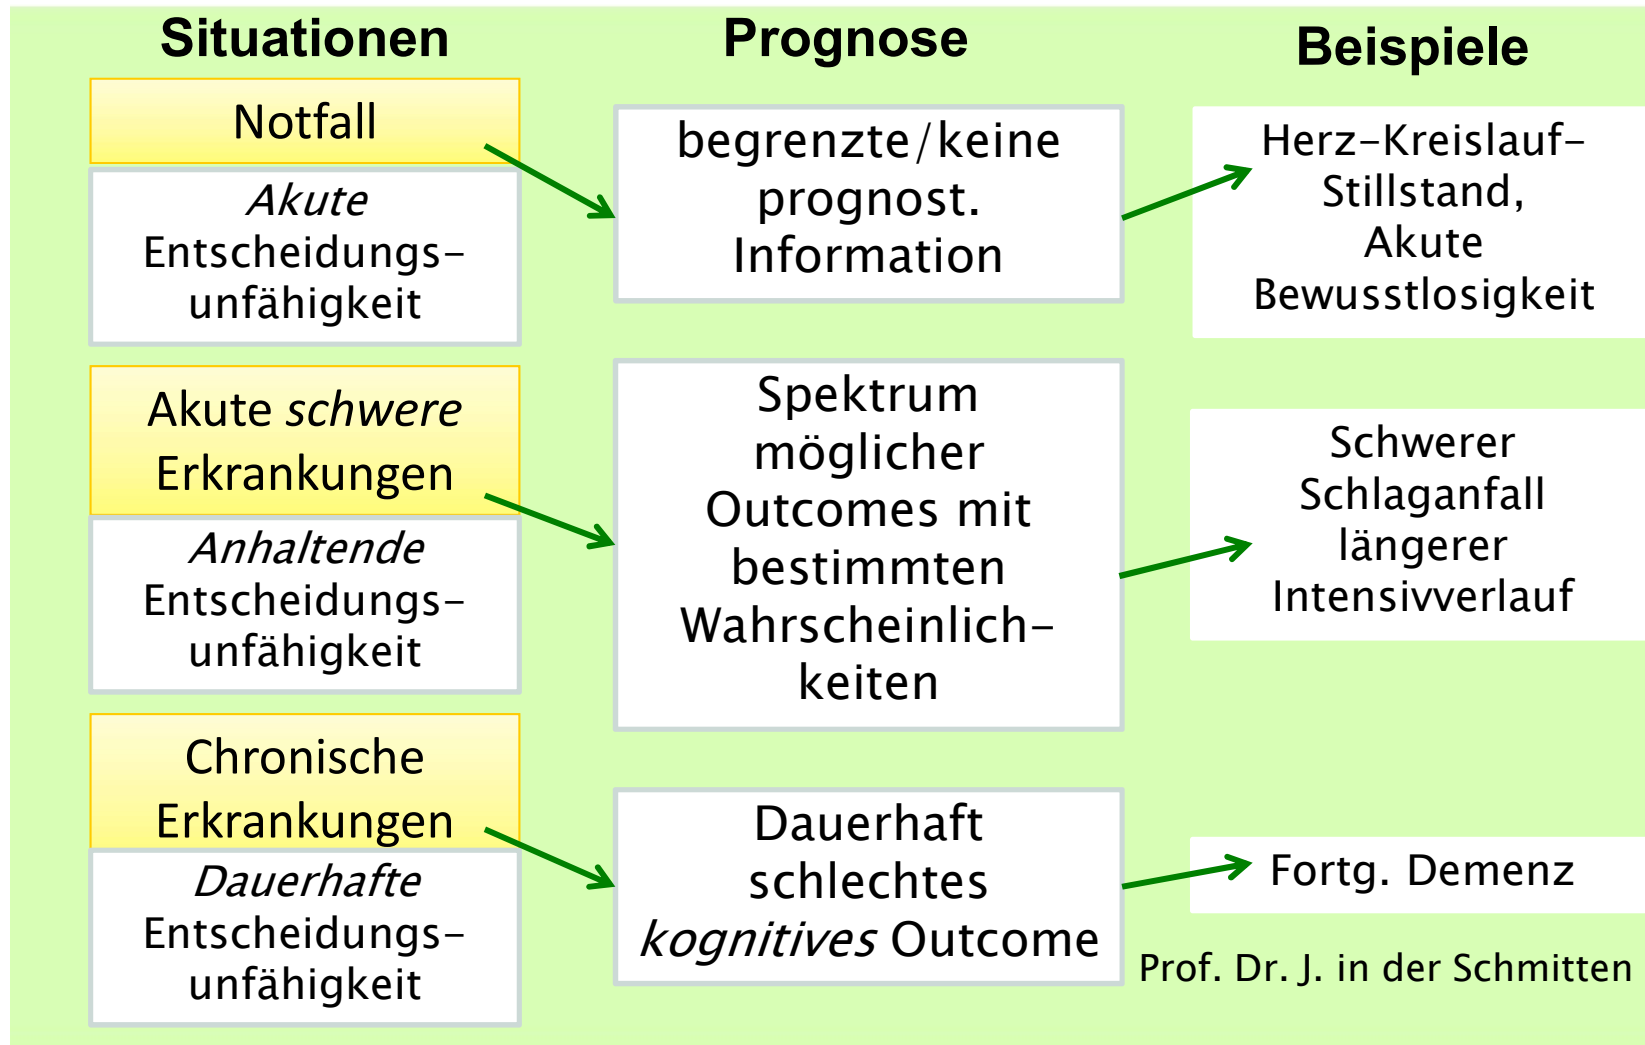 Situationen
Prognose
Beispiele
Notfall
Akute
Entscheidungs-
unfähigkeit
begrenzte/keine
prognost.
Information
Herz-Kreislauf-
Stillstand,
Akute
Bewusstlosigkeit
Akute schwere
Erkrankungen
Anhaltende
Entscheidungs-
unfähigkeit
Spektrum
möglicher
Outcomes mit
bestimmten
Wahrscheinlich-
keiten
Schwerer
Schlaganfall
längerer
Intensivverlauf
Chronische
Erkrankungen
Dauerhafte
Entscheidungs-
unfähigkeit
Dauerhaft
schlechtes
kognitives Outcome
Fortg. Demenz
Prof. Dr. J. in der Schmitten